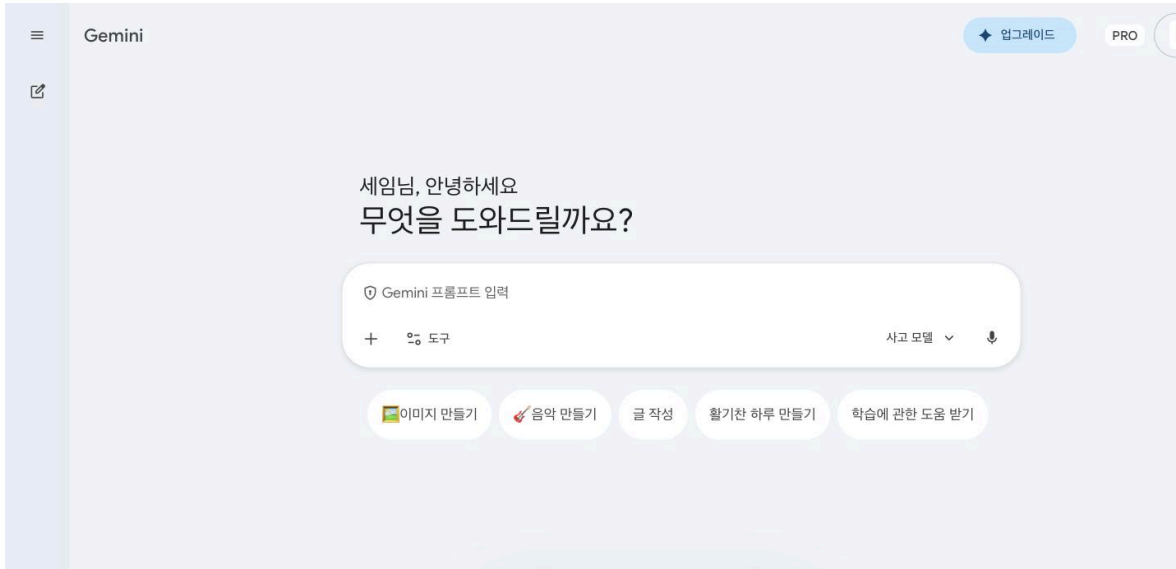 Gemini
업그레이드
PRO
세임님, 안녕하세요
무엇을 도와드릴까요?
Gemini 프롬프트 입력
도구
사고 모델
이미지 만들기
음악 만들기
글 작성
활기찬 하루 만들기
학습에 관한 도움 받기